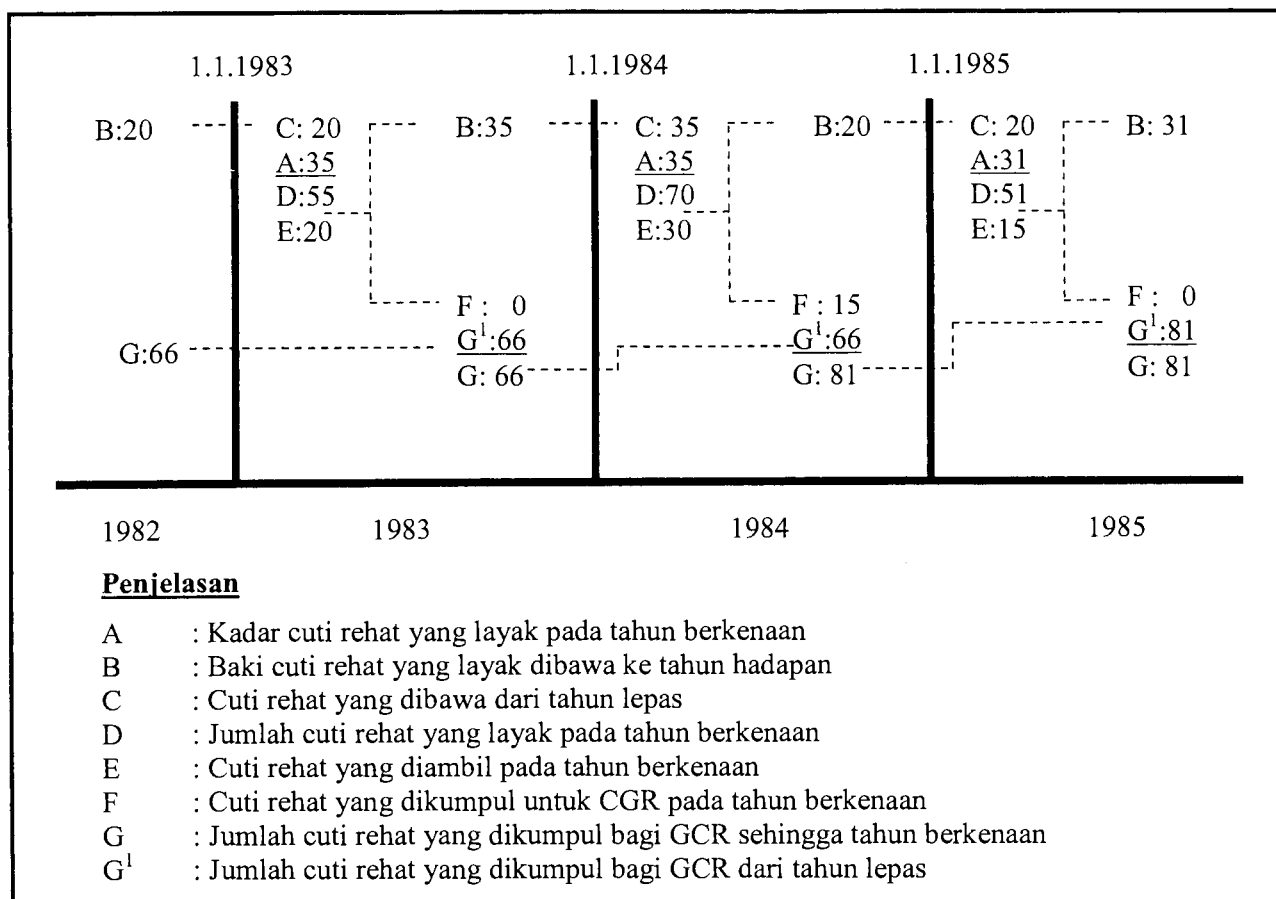 1.1.1983 1.1.1984 1.1.1985
B:20 C: 20 B:35 C: 35 B:20 C: 20 B: 31
A:35 A:35 A:31
D:55 D:70 D:51
E:20 E:30 E:15
F : 0 F : 15 F : 0
G:66 G¹:66 G¹:66 G¹:81
G: 66 G: 81 G: 81
1982 1983 1984 1985
Penjelasan
A : Kadar cuti rehat yang layak pada tahun berkenaan
B : Baki cuti rehat yang layak dibawa ke tahun hadapan
C : Cuti rehat yang dibawa dari tahun lepas
D : Jumlah cuti rehat yang layak pada tahun berkenaan
E : Cuti rehat yang diambil pada tahun berkenaan
F : Cuti rehat yang dikumpul untuk CGR pada tahun berkenaan
G : Jumlah cuti rehat yang dikumpul bagi GCR sehingga tahun berkenaan
G¹ : Jumlah cuti rehat yang dikumpul bagi GCR dari tahun lepas